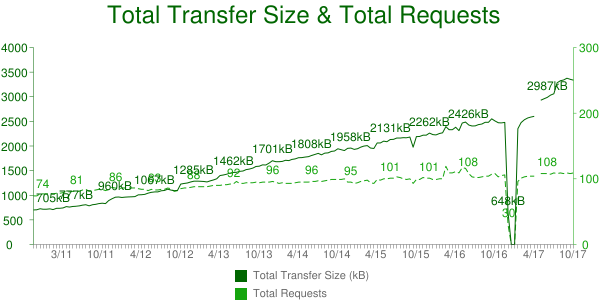 Total Transfer Size & Total Requests
4000
3500
3000
2500
2000
1500
1000
500
0
300
200
100
0
705kB
777kB
960kB
1067kB
1285kB
1462kB
1701kB
1808kB
1958kB
2131kB
2262kB
2426kB
648kB
2987kB
74
81
86
88
92
96
96
95
101
101
108
30
108
3/11
10/11
3/12
10/12
4/13
10/13
4/14
10/14
4/15
10/15
4/16
10/16
4/17
10/17
Total Transfer Size (kB)
Total Requests